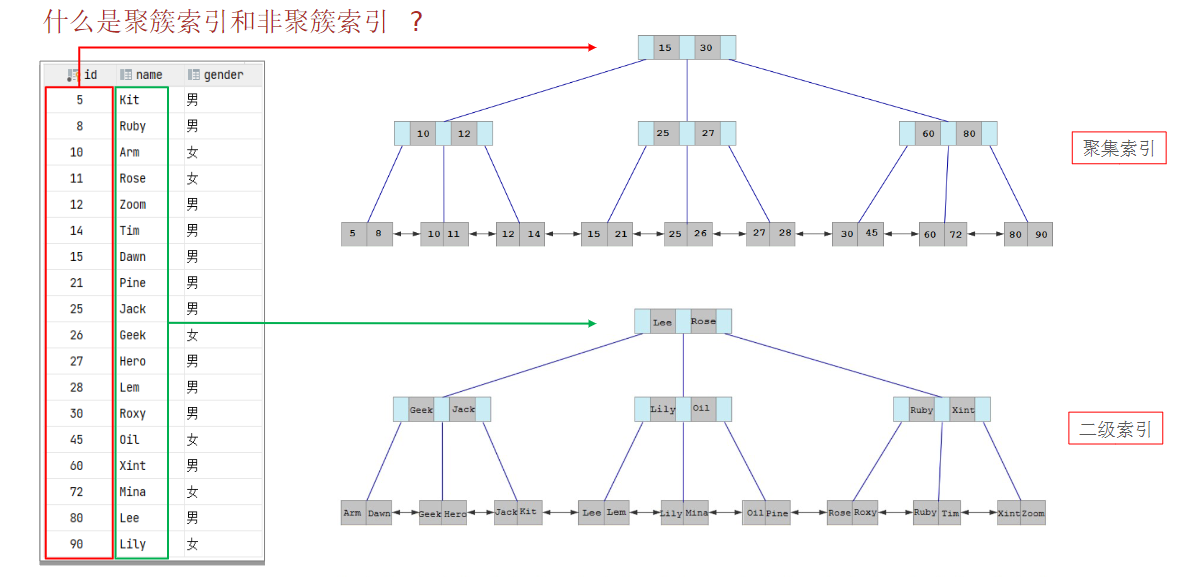 什么是聚簇索引和非聚簇索引 ？
id name gender
5 Kit 男
8 Ruby 男
10 Arm 女
11 Rose 女
12 Zoom 男
14 Tim 男
15 Dawn 男
21 Pine 男
25 Jack 男
26 Geek 女
27 Hero 男
28 Lem 男
30 Roxy 男
45 Oil 女
60 Xint 男
72 Mina 女
80 Lee 男
90 Lily 女
15 30
10 12 25 27 60 80
聚集索引
5 8 10 11 12 14 15 21 25 26 27 28 30 45 60 72 80 90
Lee Rose
Geek Jack Lily Oil Ruby Xint
二级索引
Arm Dawn Geek Hero Jack Kit Lee Lem Lily Mina Oil Pine Rose Roxy Ruby Tim Xint Zoom